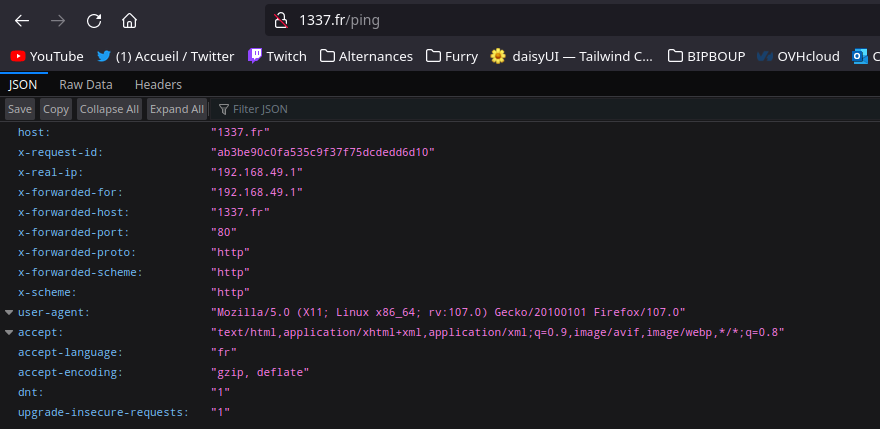 1337.fr/ping
YouTube (1) Accueil / Twitter Twitch Alternances Furry daisyUI — Tailwind C... BIPBOUP OVHcloud C
JSON Raw Data Headers
Save Copy Collapse All Expand All Filter JSON
host: "1337.fr"
x-request-id: "ab3be90c0fa535c9f37f75dcdedd6d10"
x-real-ip: "192.168.49.1"
x-forwarded-for: "192.168.49.1"
x-forwarded-host: "1337.fr"
x-forwarded-port: "80"
x-forwarded-proto: "http"
x-forwarded-scheme: "http"
x-scheme: "http"
user-agent: "Mozilla/5.0 (X11; Linux x86_64; rv:107.0) Gecko/20100101 Firefox/107.0"
accept: "text/html,application/xhtml+xml,application/xml;q=0.9,image/avif,image/webp,*/*;q=0.8"
accept-language: "fr"
accept-encoding: "gzip, deflate"
dnt: "1"
upgrade-insecure-requests: "1"